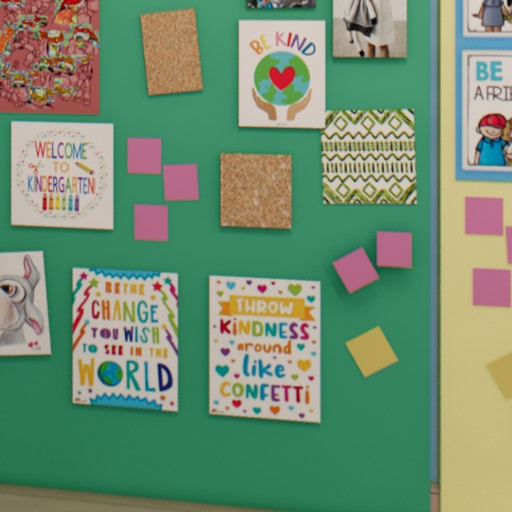 BE KIND
BE
A FRIE
WELCOME
TO
KINDERGARTEN!
BE THE
CHANGE
YOU WISH
TO SEE IN THE
WORLD
THROW
KINDNESS
around
like
CONFETTI